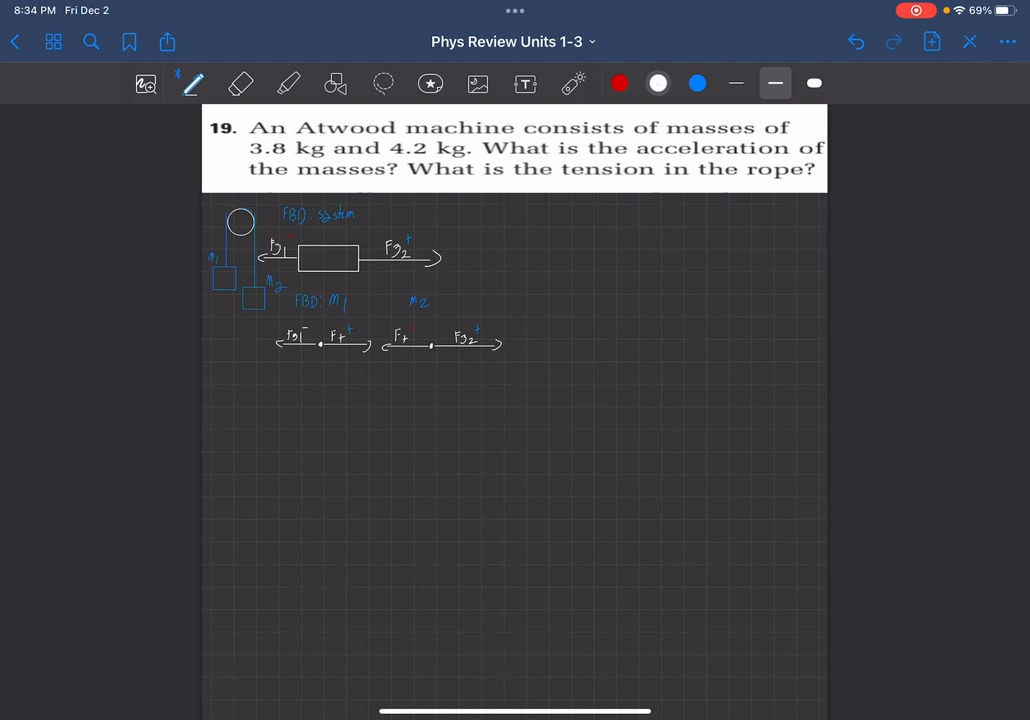 8:34 PM Fri Dec 2
69%
Phys Review Units 1-3
19. An Atwood machine consists of masses of
3.8 kg and 4.2 kg. What is the acceleration of
the masses? What is the tension in the rope?
FBD: system
Fg1 Fg2 +
m1
m2
FBD: M1 m2
Fg1 - FT + FT Fg2 +